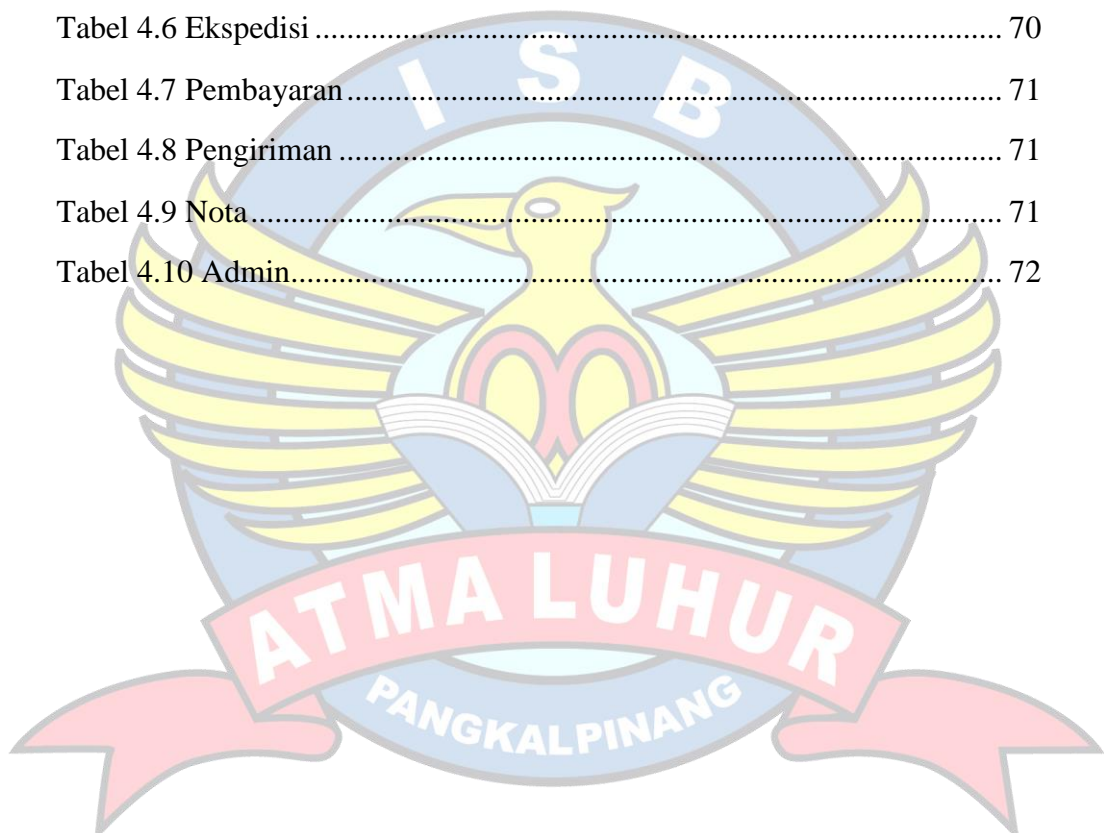 Tabel 4.6 Ekspedisi ...................................................................................... 70
Tabel 4.7 Pembayaran .................................................................................. 71
Tabel 4.8 Pengiriman ................................................................................... 71
Tabel 4.9 Nota .............................................................................................. 71
Tabel 4.10 Admin ......................................................................................... 72
I S B
ATMA LUHUR
PANGKALPINANG